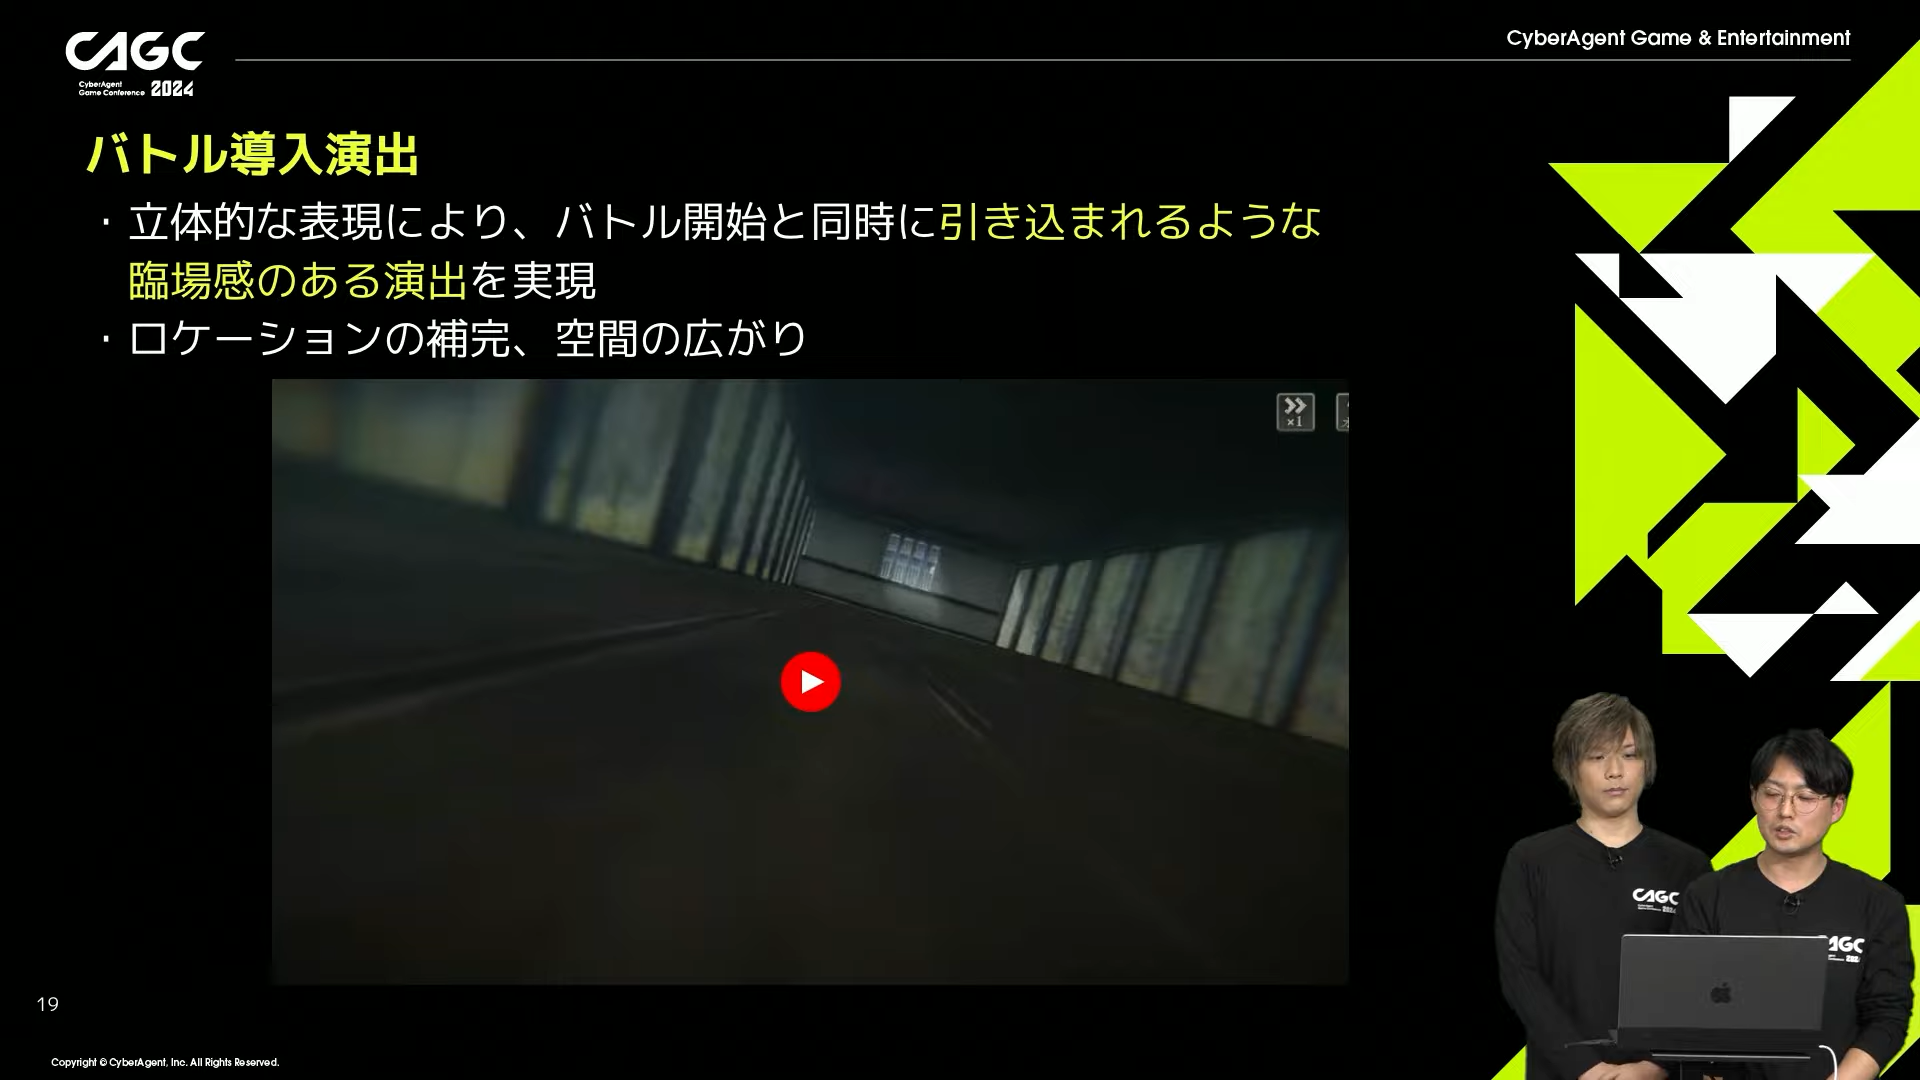 CAGC
CyberAgent
Game Conference 2024
CyberAgent Game & Entertainment
バトル導入演出
・立体的な表現により、バトル開始と同時に引き込まれるような
臨場感のある演出を実現
・ロケーションの補完、空間の広がり
×1
CAGC
2024
19
Copyright © CyberAgent, Inc. All Rights Reserved.